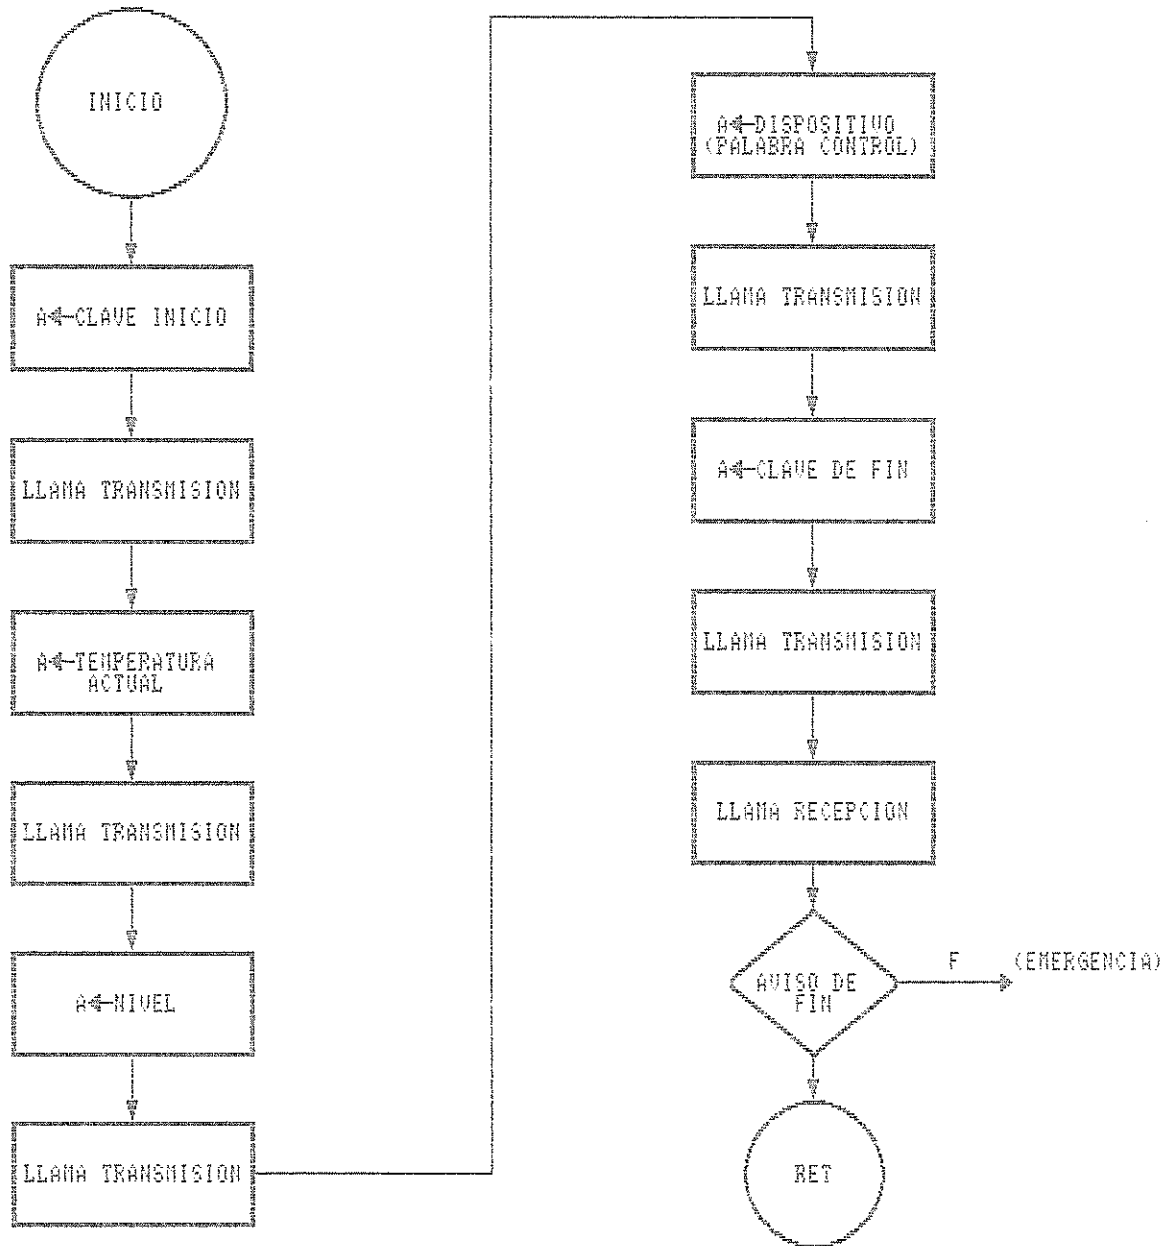 INICIO
A←CLAVE INICIO
LLAMA TRANSMISION
A←TEMPERATURA
ACTUAL
LLAMA TRANSMISION
A←NIVEL
LLAMA TRANSMISION
A←DISPOSITIVO
(PALABRA CONTROL)
LLAMA TRANSMISION
A←CLAVE DE FIN
LLAMA TRANSMISION
LLAMA RECEPCION
AVISO DE
FIN
F
(EMERGENCIA)
RET